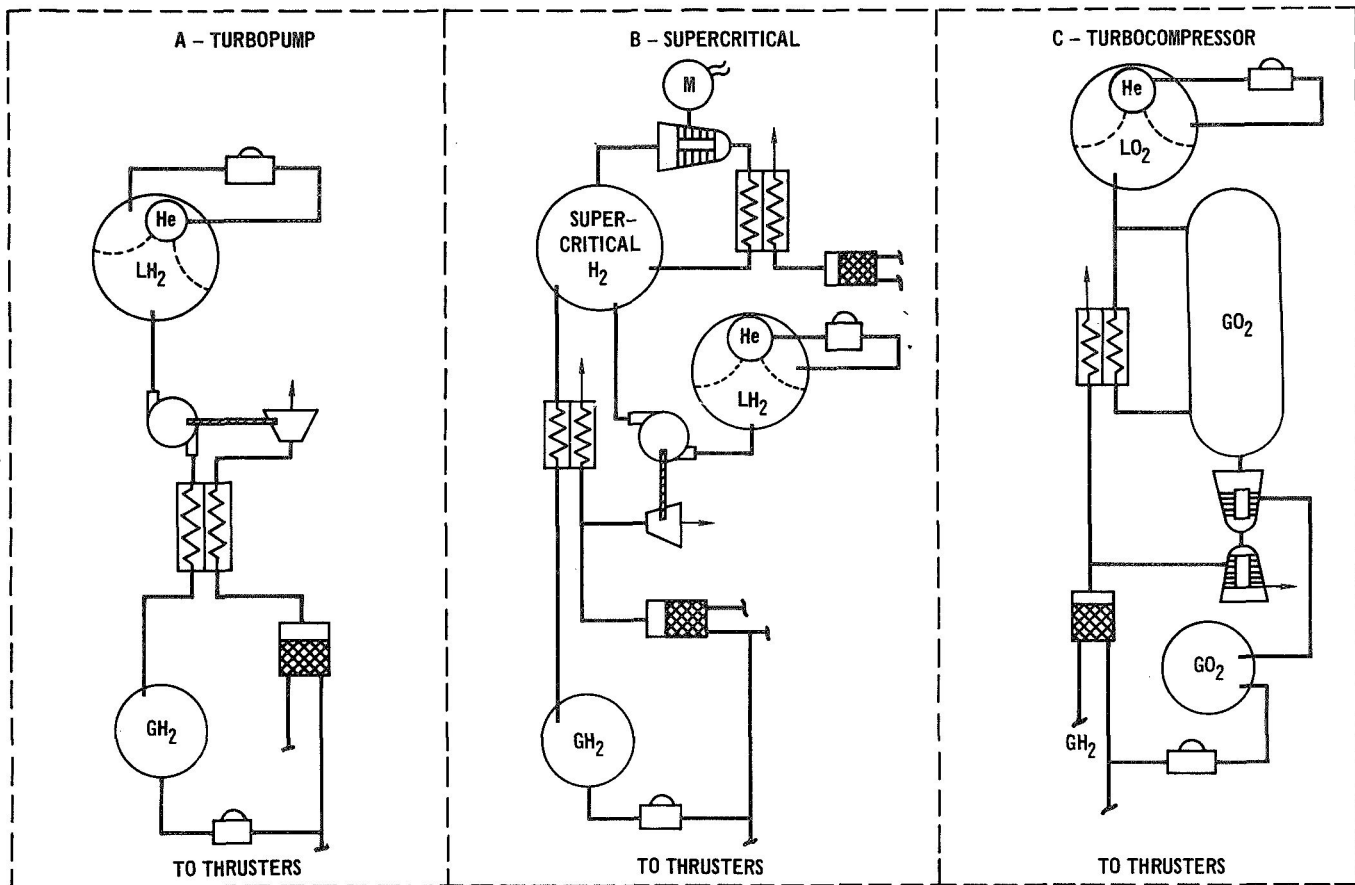 A – TURBOPUMP
He
LH2
GH2
TO THRUSTERS
B – SUPERCRITICAL
M
SUPER-
CRITICAL
H2
He
LH2
GH2
TO THRUSTERS
C – TURBOCOMPRESSOR
He
LO2
GO2
GO2
GH2
TO THRUSTERS